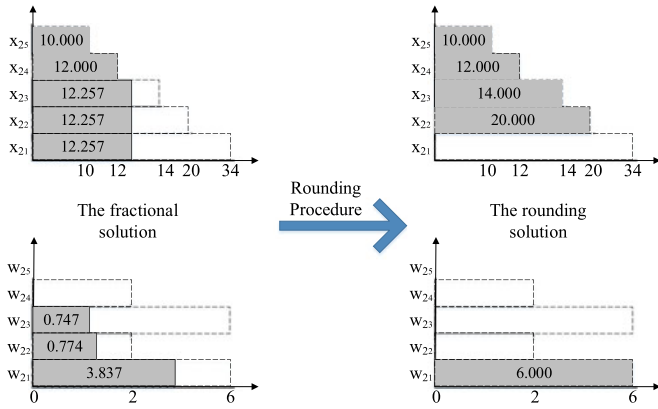 x25 10.000
x24 12.000
x23 12.257
x22 12.257
x21 12.257
10 12 14 20 34
The fractional
solution
w25
w24
w23 0.747
w22 0.774
w21 3.837
0 2 6
Rounding
Procedure
x25 10.000
x24 12.000
x23 14.000
x22 20.000
x21
10 12 14 20 34
The rounding
solution
w25
w24
w23
w22
w21 6.000
0 2 6